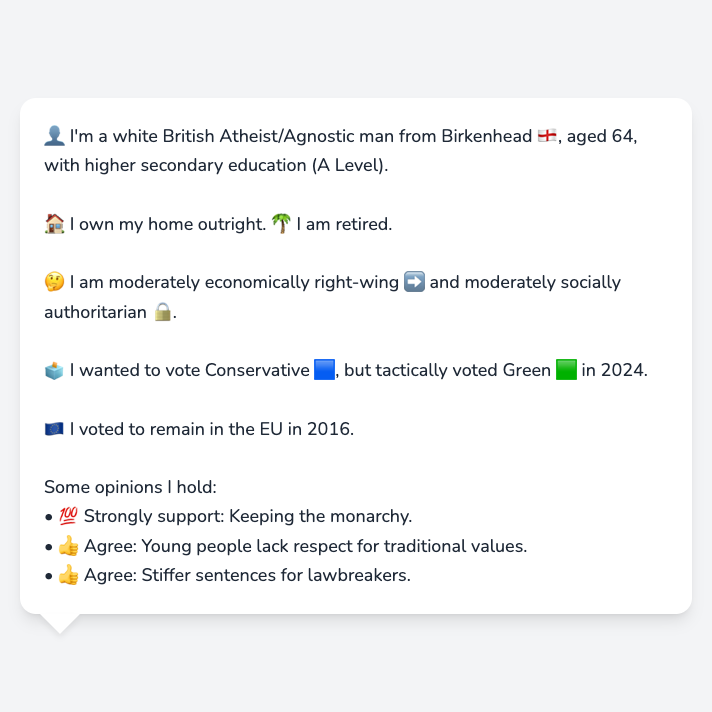 👤 I'm a white British Atheist/Agnostic man from Birkenhead 🏴󠁧󠁢󠁥󠁮󠁧󠁿, aged 64,
with higher secondary education (A Level).
🏠 I own my home outright. 🌴 I am retired.
🤔 I am moderately economically right-wing ➡️ and moderately socially
authoritarian 🔒.
🗳️ I wanted to vote Conservative 🟦, but tactically voted Green 🟩 in 2024.
🇪🇺 I voted to remain in the EU in 2016.
Some opinions I hold:
• 💯 Strongly support: Keeping the monarchy.
• 👍 Agree: Young people lack respect for traditional values.
• 👍 Agree: Stiffer sentences for lawbreakers.